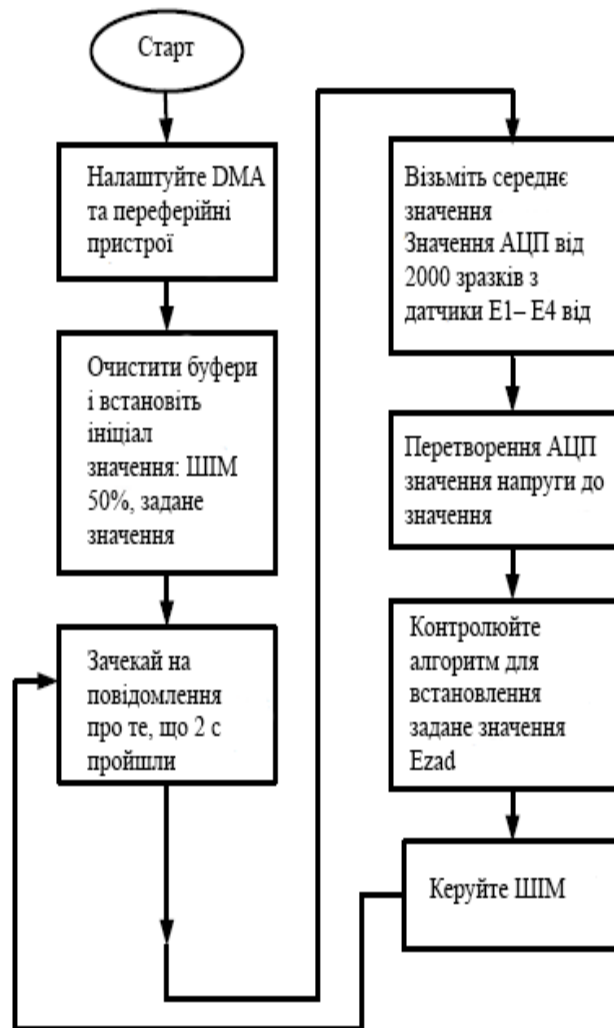 Старт
Налаштуйте DMA
та переферійні
пристрої
Очистити буфери
і встановіть
ініціал
значення: ШІМ
50%, задане
значення
Зачекай на
повідомлення
про те, що 2 с
пройшли
Візьміть середнє
значення
Значення АЦП від
2000 зразків з
датчики E1– E4 від
Перетворення АЦП
значення напруги до
значення
Контролюйте
алгоритм для
встановлення
задане значення
Ezad
Керуйте ШІМ